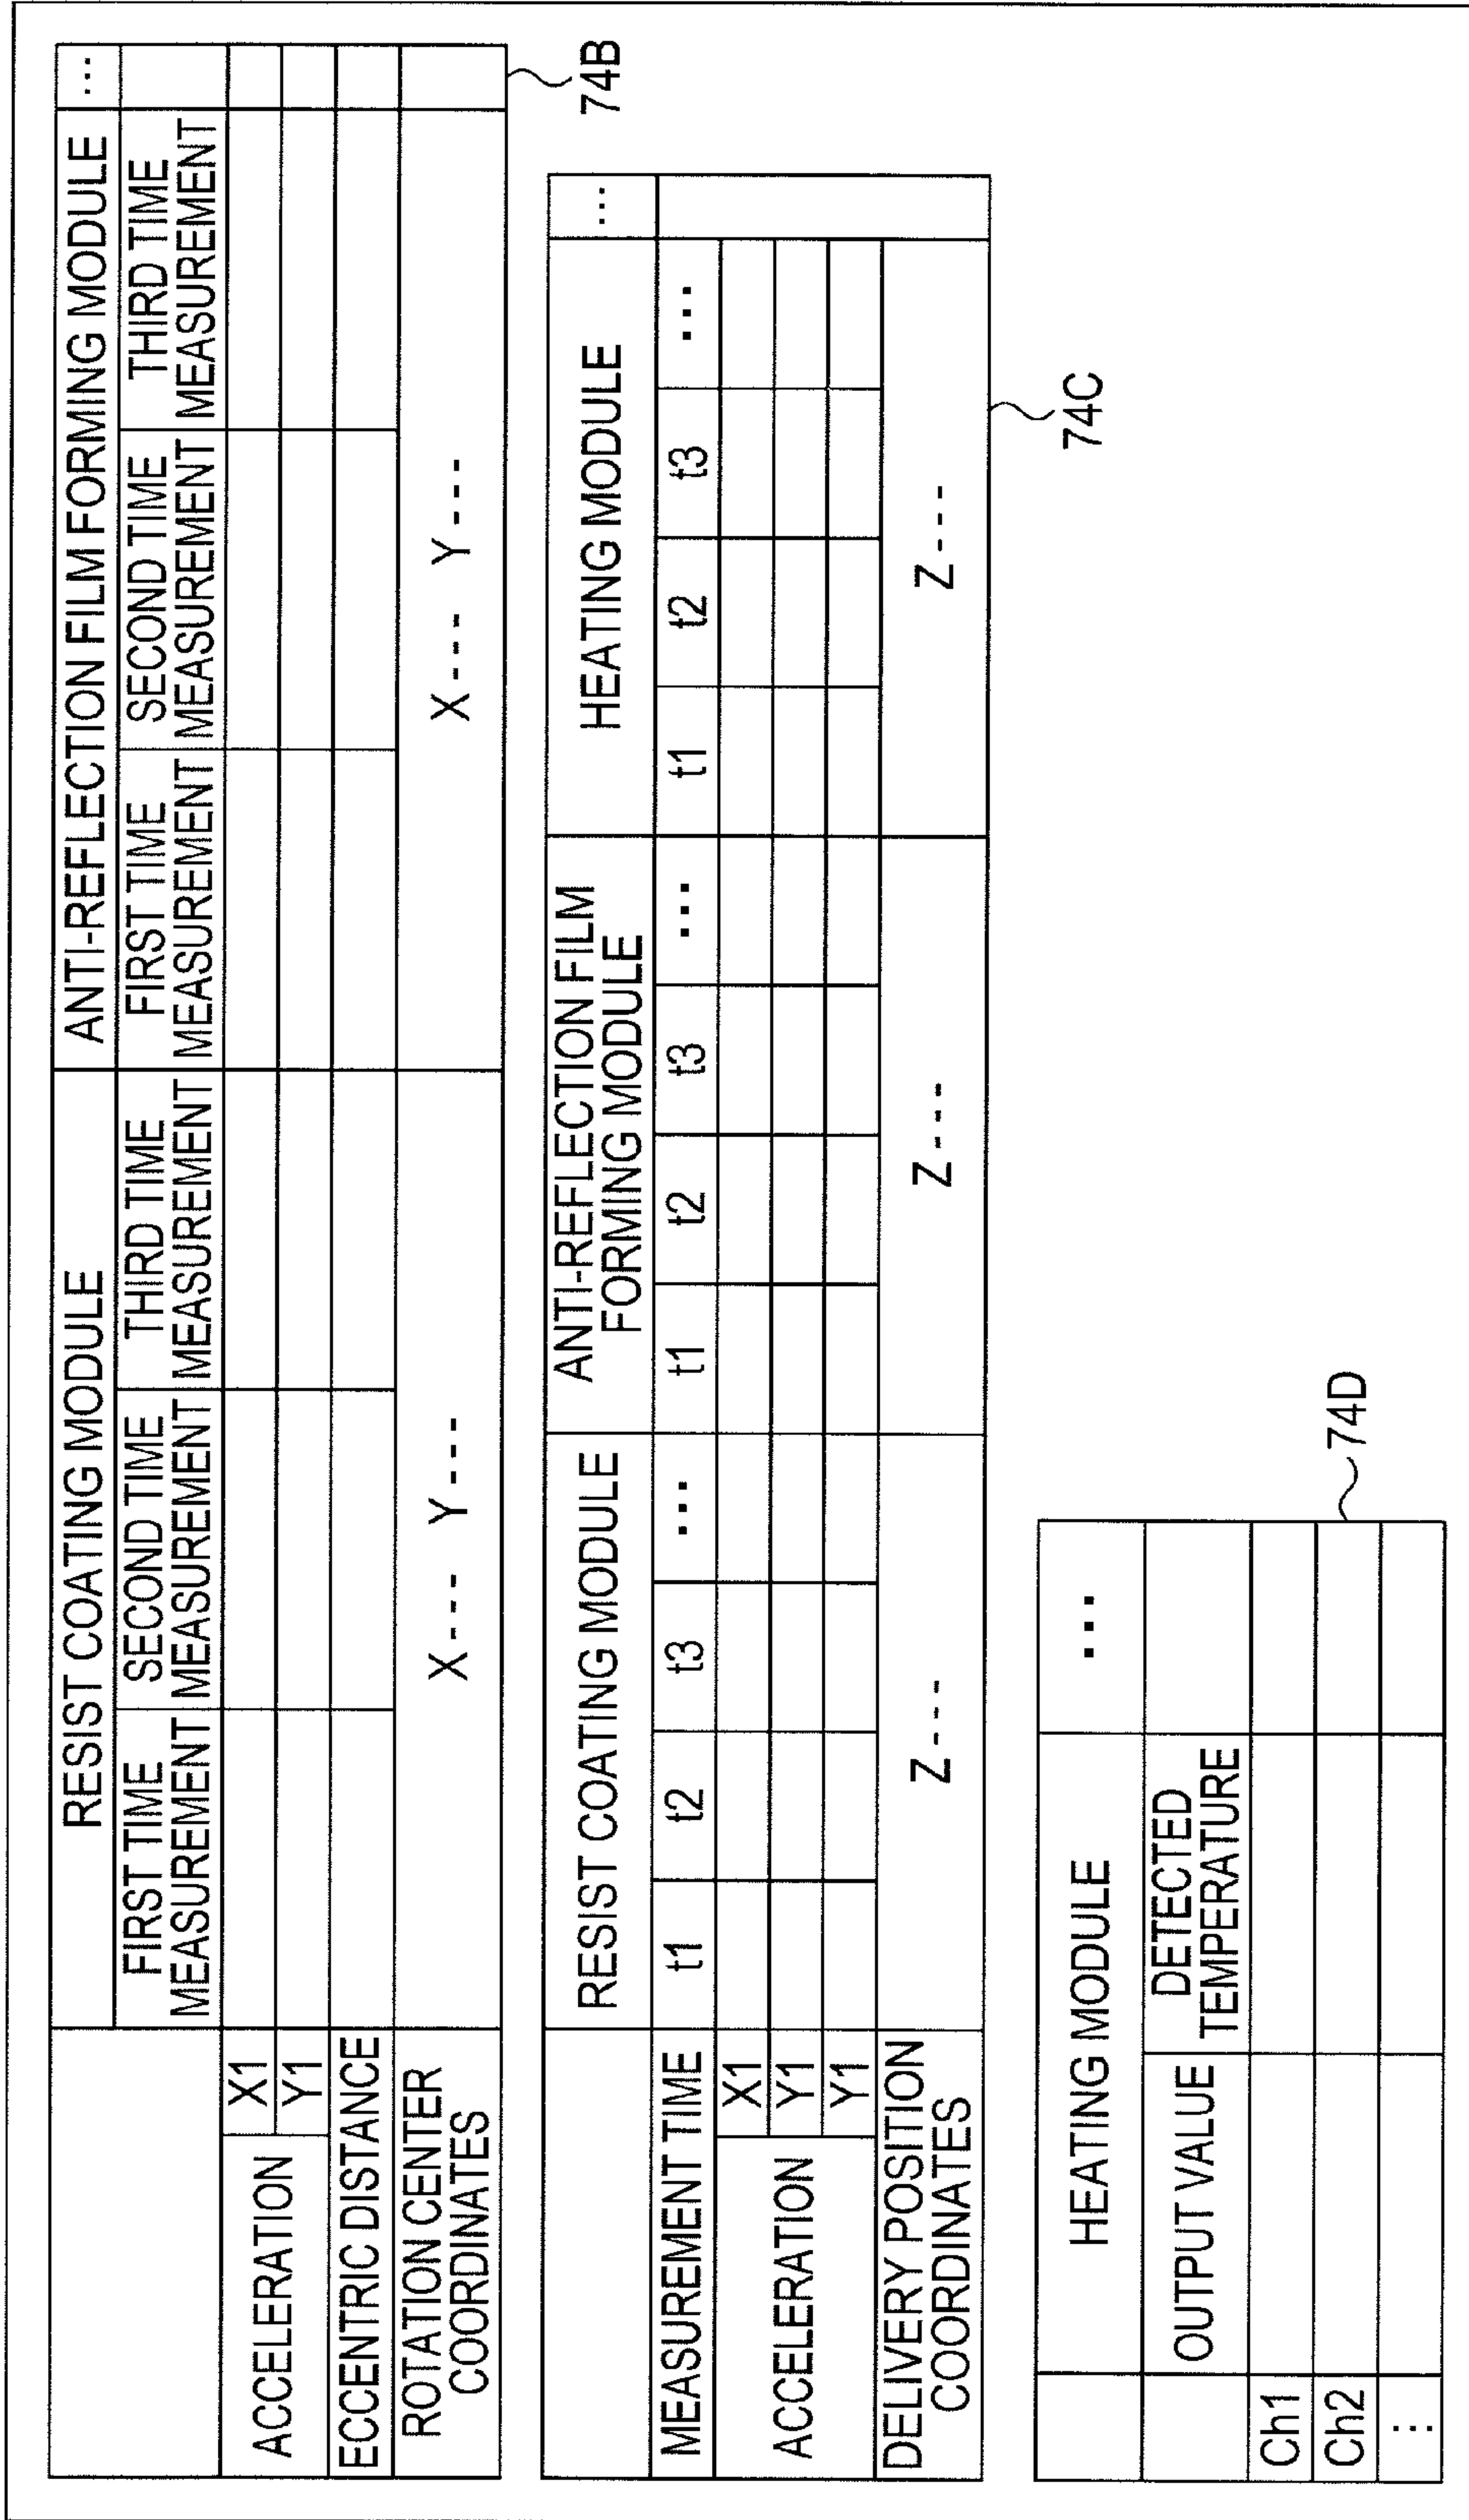 RESIST COATING MODULE
ANTI-REFLECTION FILM FORMING MODULE
...
FIRST TIME
MEASUREMENT
SECOND TIME
MEASUREMENT
THIRD TIME
MEASUREMENT
FIRST TIME
MEASUREMENT
SECOND TIME
MEASUREMENT
THIRD TIME
MEASUREMENT
ACCELERATION
X1
Y1
ECCENTRIC DISTANCE
ROTATION CENTER
COORDINATES
X--- Y---
X--- Y---
74B
RESIST COATING MODULE
ANTI-REFLECTION FILM
FORMING MODULE
HEATING MODULE
...
MEASUREMENT TIME
t1 t2 t3 ... t1 t2 t3 ... t1 t2 t3 ...
ACCELERATION
X1
Y1
Y1
DELIVERY POSITION
COORDINATES
Z---
Z---
Z---
74C
HEATING MODULE
...
OUTPUT VALUE
DETECTED
TEMPERATURE
Ch1
Ch2
⋮
74D